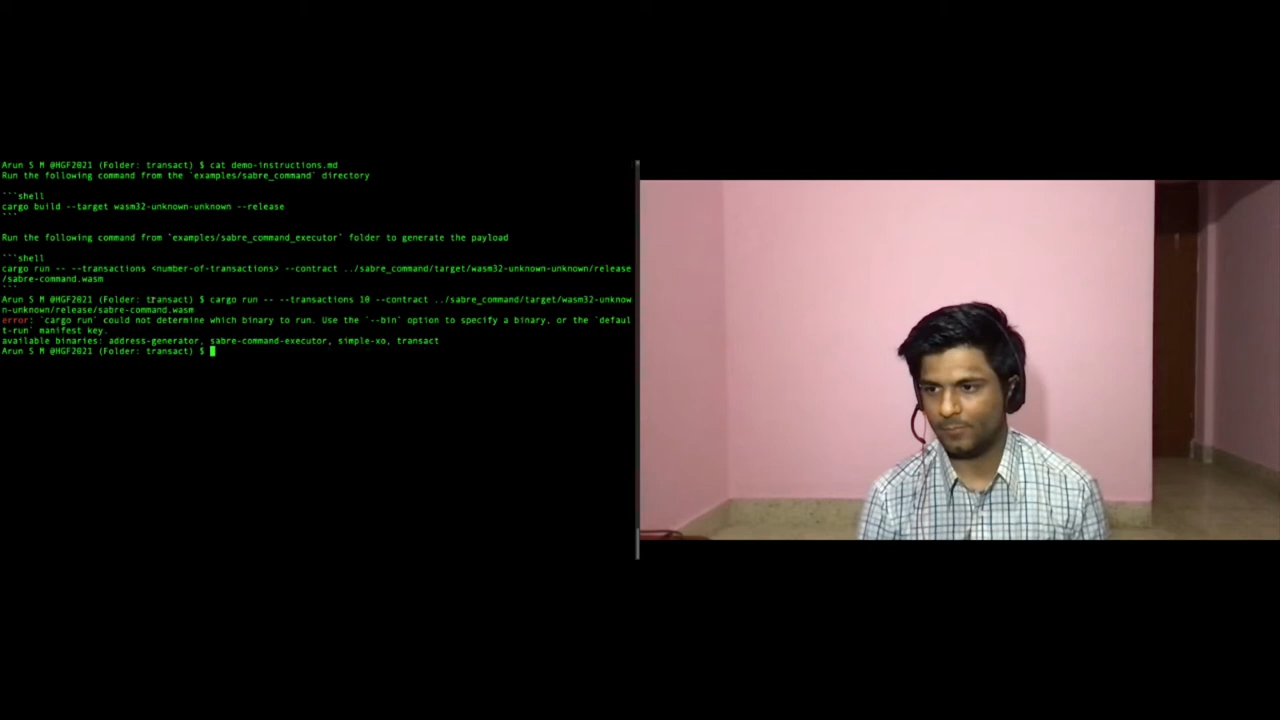 Arun S M @HGF2021 (Folder: transact) $ cat demo-instructions.md
Run the following command from the `examples/sabre_command` directory
```shell
cargo build --target wasm32-unknown-unknown --release
```
Run the following command from `examples/sabre_command_executor` folder to generate the payload
```shell
cargo run -- --transactions <number-of-transactions> --contract ../sabre_command/target/wasm32-unknown-unknown/release
/sabre-command.wasm
```
Arun S M @HGF2021 (Folder: transact) $ cargo run -- --transactions 10 --contract ../sabre_command/target/wasm32-unknow
n-unknown/release/sabre-command.wasm
error: `cargo run` could not determine which binary to run. Use the `--bin` option to specify a binary, or the `defaul
t-run` manifest key.
available binaries: address-generator, sabre-command-executor, simple-xo, transact
Arun S M @HGF2021 (Folder: transact) $